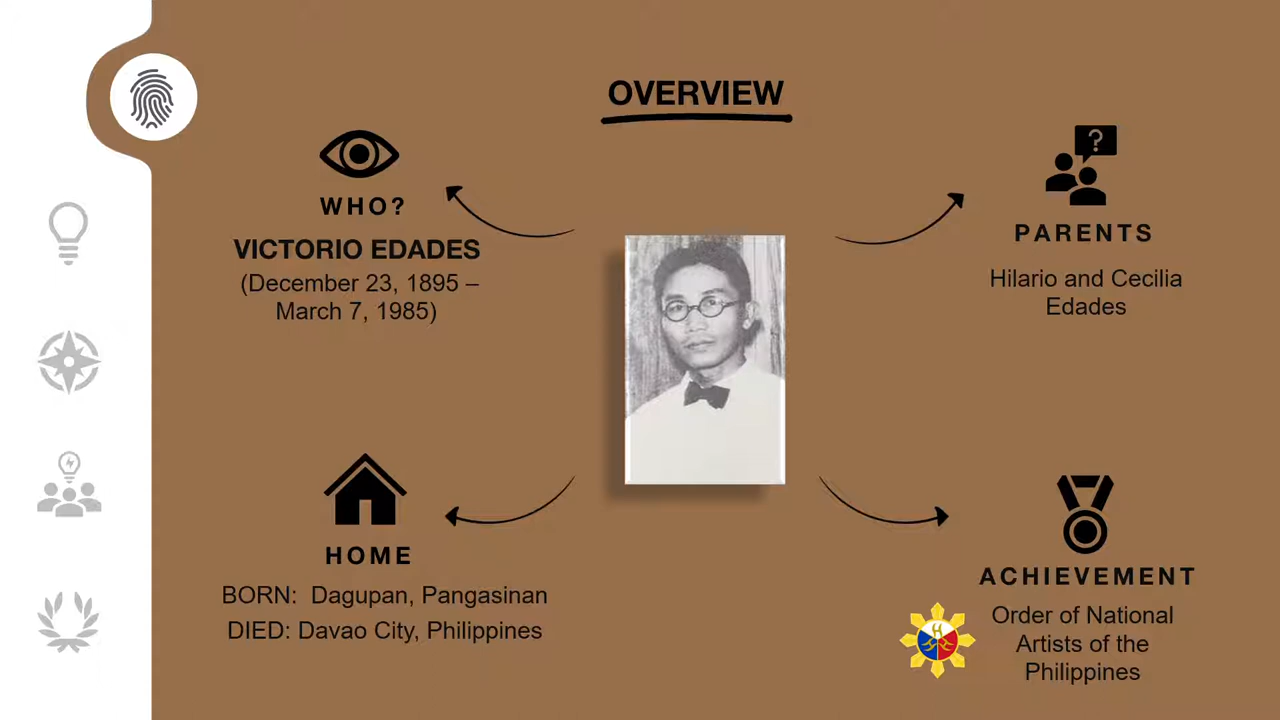 OVERVIEW
WHO?
VICTORIO EDADES
(December 23, 1895 –
March 7, 1985)
?
PARENTS
Hilario and Cecilia
Edades
HOME
BORN: Dagupan, Pangasinan
DIED: Davao City, Philippines
ACHIEVEMENT
Order of National
Artists of the
Philippines